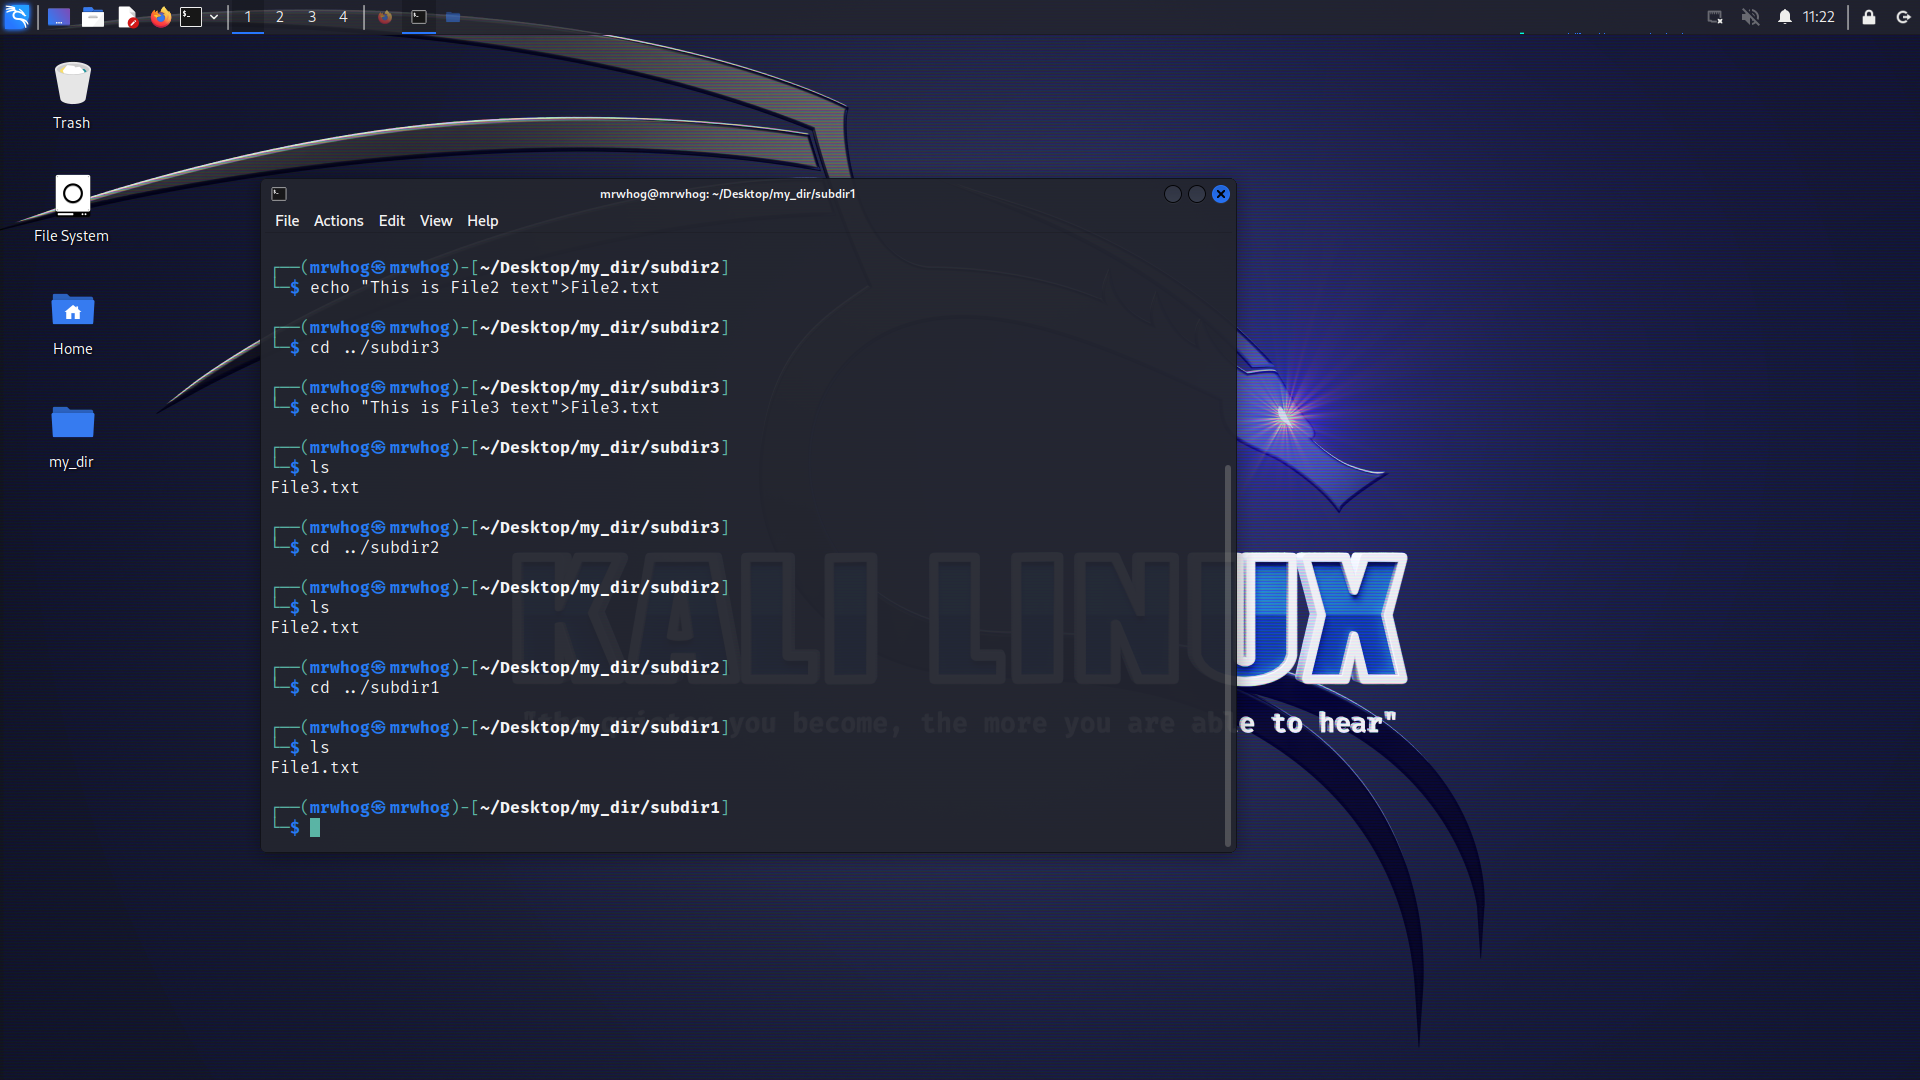 1 2 3 4
11:22
Trash
File System
Home
my_dir
mrwhog@mrwhog: ~/Desktop/my_dir/subdir1
File Actions Edit View Help
┌──(mrwhog㉿mrwhog)-[~/Desktop/my_dir/subdir2]
└─$ echo "This is File2 text">File2.txt
┌──(mrwhog㉿mrwhog)-[~/Desktop/my_dir/subdir2]
└─$ cd ../subdir3
┌──(mrwhog㉿mrwhog)-[~/Desktop/my_dir/subdir3]
└─$ echo "This is File3 text">File3.txt
┌──(mrwhog㉿mrwhog)-[~/Desktop/my_dir/subdir3]
└─$ ls
File3.txt
┌──(mrwhog㉿mrwhog)-[~/Desktop/my_dir/subdir3]
└─$ cd ../subdir2
┌──(mrwhog㉿mrwhog)-[~/Desktop/my_dir/subdir2]
└─$ ls
File2.txt
┌──(mrwhog㉿mrwhog)-[~/Desktop/my_dir/subdir2]
└─$ cd ../subdir1
┌──(mrwhog㉿mrwhog)-[~/Desktop/my_dir/subdir1]
└─$ ls
File1.txt
┌──(mrwhog㉿mrwhog)-[~/Desktop/my_dir/subdir1]
└─$
KALI LINUX
"the quieter you become, the more you are able to hear"